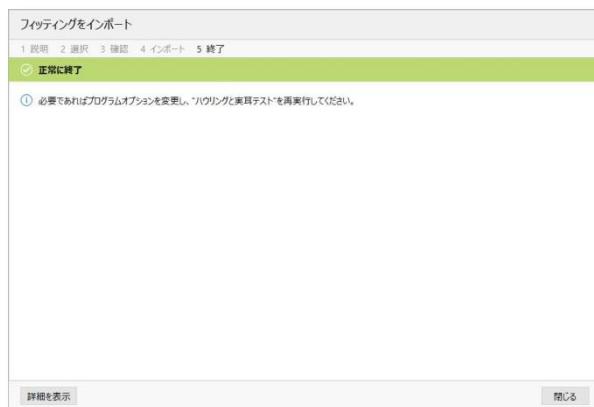 フィッティングをインポート
1 説明 2 選択 3 確認 4 インポート 5 終了
正常に終了
必要であればプログラムオプションを変更し、"ハウリングと実耳テスト"を再実行してください。
詳細を表示 閉じる